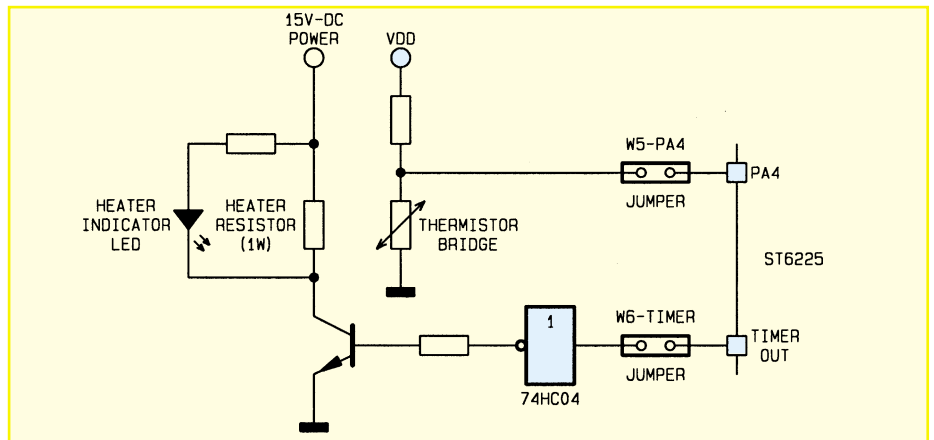 15V-DC
POWER
VDD
W5-PA4
PA4
JUMPER
HEATER
INDICATOR
LED
HEATER
RESISTOR
(1W)
THERMISTOR
BRIDGE
ST6225
1
W6-TIMER
TIMER
OUT
JUMPER
74HC04